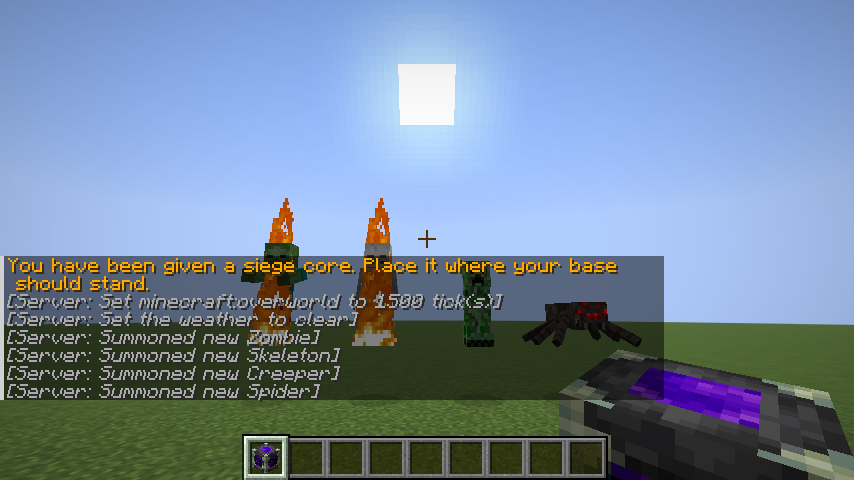 You have been given a siege core. Place it where your base
should stand.
[Server: Set minecraft:overworld to 1500 tick(s)]
[Server: Set the weather to clear]
[Server: Summoned new Zombie]
[Server: Summoned new Skeleton]
[Server: Summoned new Creeper]
[Server: Summoned new Spider]